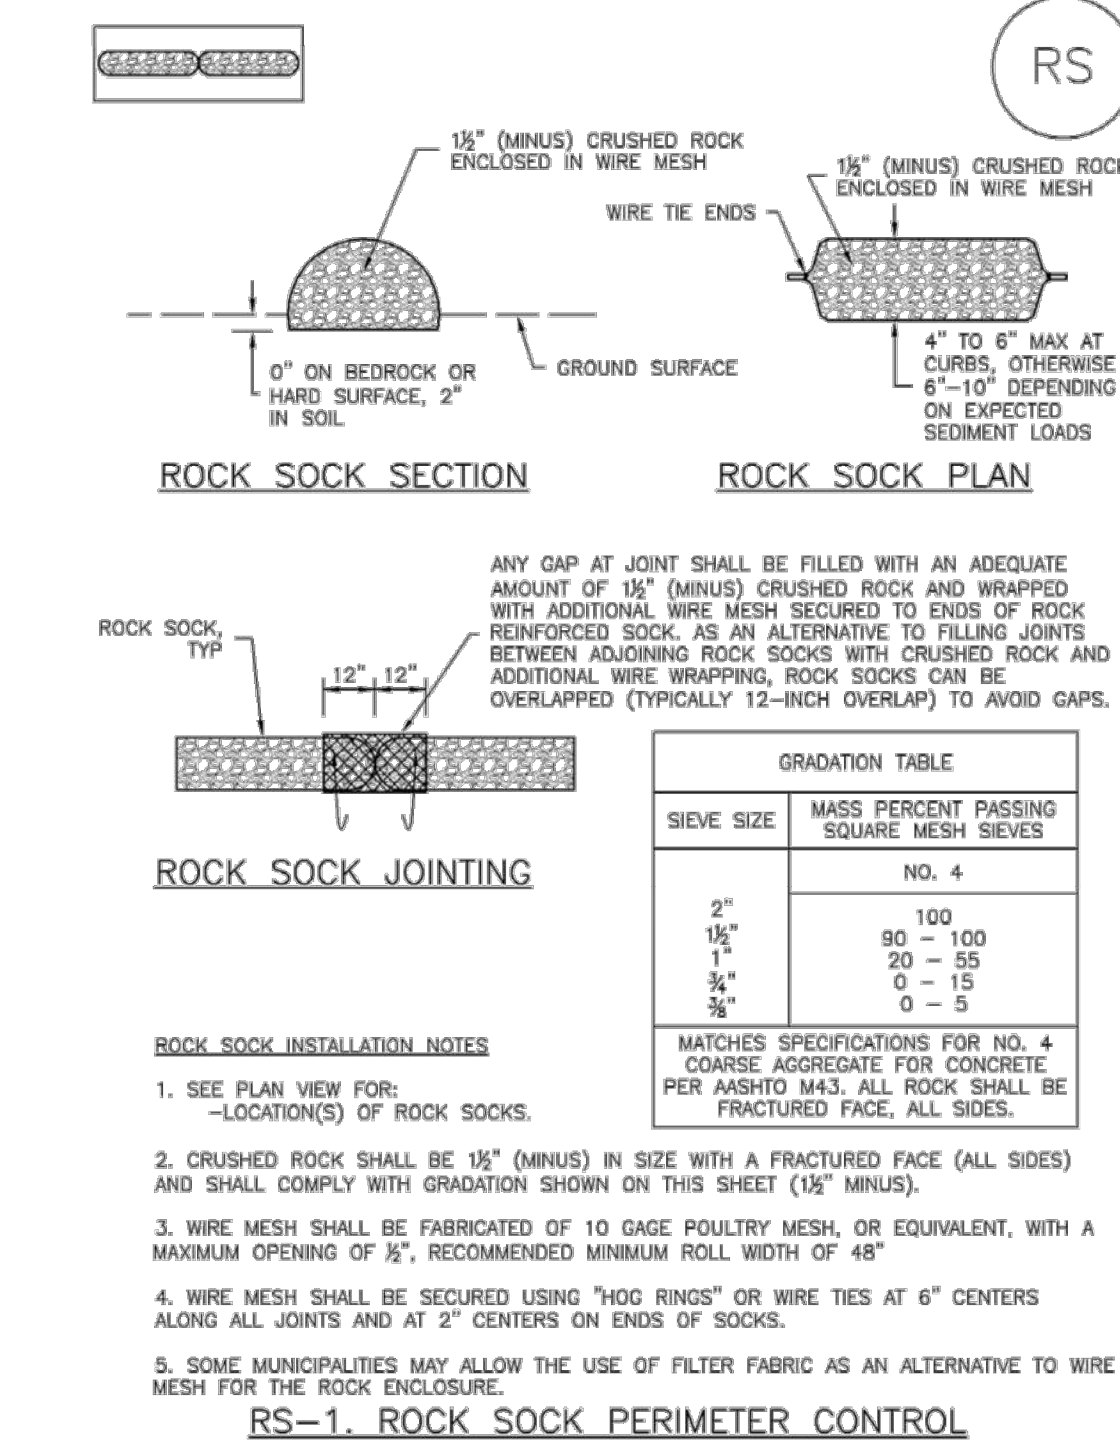 RS
1½" (MINUS) CRUSHED ROCK
ENCLOSED IN WIRE MESH
1½" (MINUS) CRUSHED ROCK
ENCLOSED IN WIRE MESH
WIRE TIE ENDS
GROUND SURFACE
0" ON BEDROCK OR
HARD SURFACE, 2"
IN SOIL
4" TO 6" MAX AT
CURBS, OTHERWISE
6"-10" DEPENDING
ON EXPECTED
SEDIMENT LOADS
ROCK SOCK SECTION
ROCK SOCK PLAN
ANY GAP AT JOINT SHALL BE FILLED WITH AN ADEQUATE
AMOUNT OF 1½" (MINUS) CRUSHED ROCK AND WRAPPED
WITH ADDITIONAL WIRE MESH SECURED TO ENDS OF ROCK
REINFORCED SOCK. AS AN ALTERNATIVE TO FILLING JOINTS
BETWEEN ADJOINING ROCK SOCKS WITH CRUSHED ROCK AND
ADDITIONAL WIRE WRAPPING, ROCK SOCKS CAN BE
OVERLAPPED (TYPICALLY 12-INCH OVERLAP) TO AVOID GAPS.
ROCK SOCK,
TYP
12" 12"
ROCK SOCK JOINTING
GRADATION TABLE
SIEVE SIZE
MASS PERCENT PASSING
SQUARE MESH SIEVES
NO. 4
2" 100
1½" 90 - 100
1" 20 - 55
¾" 0 - 15
⅜" 0 - 5
MATCHES SPECIFICATIONS FOR NO. 4
COARSE AGGREGATE FOR CONCRETE
PER AASHTO M43. ALL ROCK SHALL BE
FRACTURED FACE, ALL SIDES.
ROCK SOCK INSTALLATION NOTES
1. SEE PLAN VIEW FOR:
-LOCATION(S) OF ROCK SOCKS.
2. CRUSHED ROCK SHALL BE 1½" (MINUS) IN SIZE WITH A FRACTURED FACE (ALL SIDES)
AND SHALL COMPLY WITH GRADATION SHOWN ON THIS SHEET (1½" MINUS).
3. WIRE MESH SHALL BE FABRICATED OF 10 GAGE POULTRY MESH, OR EQUIVALENT, WITH A
MAXIMUM OPENING OF ½", RECOMMENDED MINIMUM ROLL WIDTH OF 48"
4. WIRE MESH SHALL BE SECURED USING "HOG RINGS" OR WIRE TIES AT 6" CENTERS
ALONG ALL JOINTS AND AT 2" CENTERS ON ENDS OF SOCKS.
5. SOME MUNICIPALITIES MAY ALLOW THE USE OF FILTER FABRIC AS AN ALTERNATIVE TO WIRE
MESH FOR THE ROCK ENCLOSURE.
RS-1. ROCK SOCK PERIMETER CONTROL